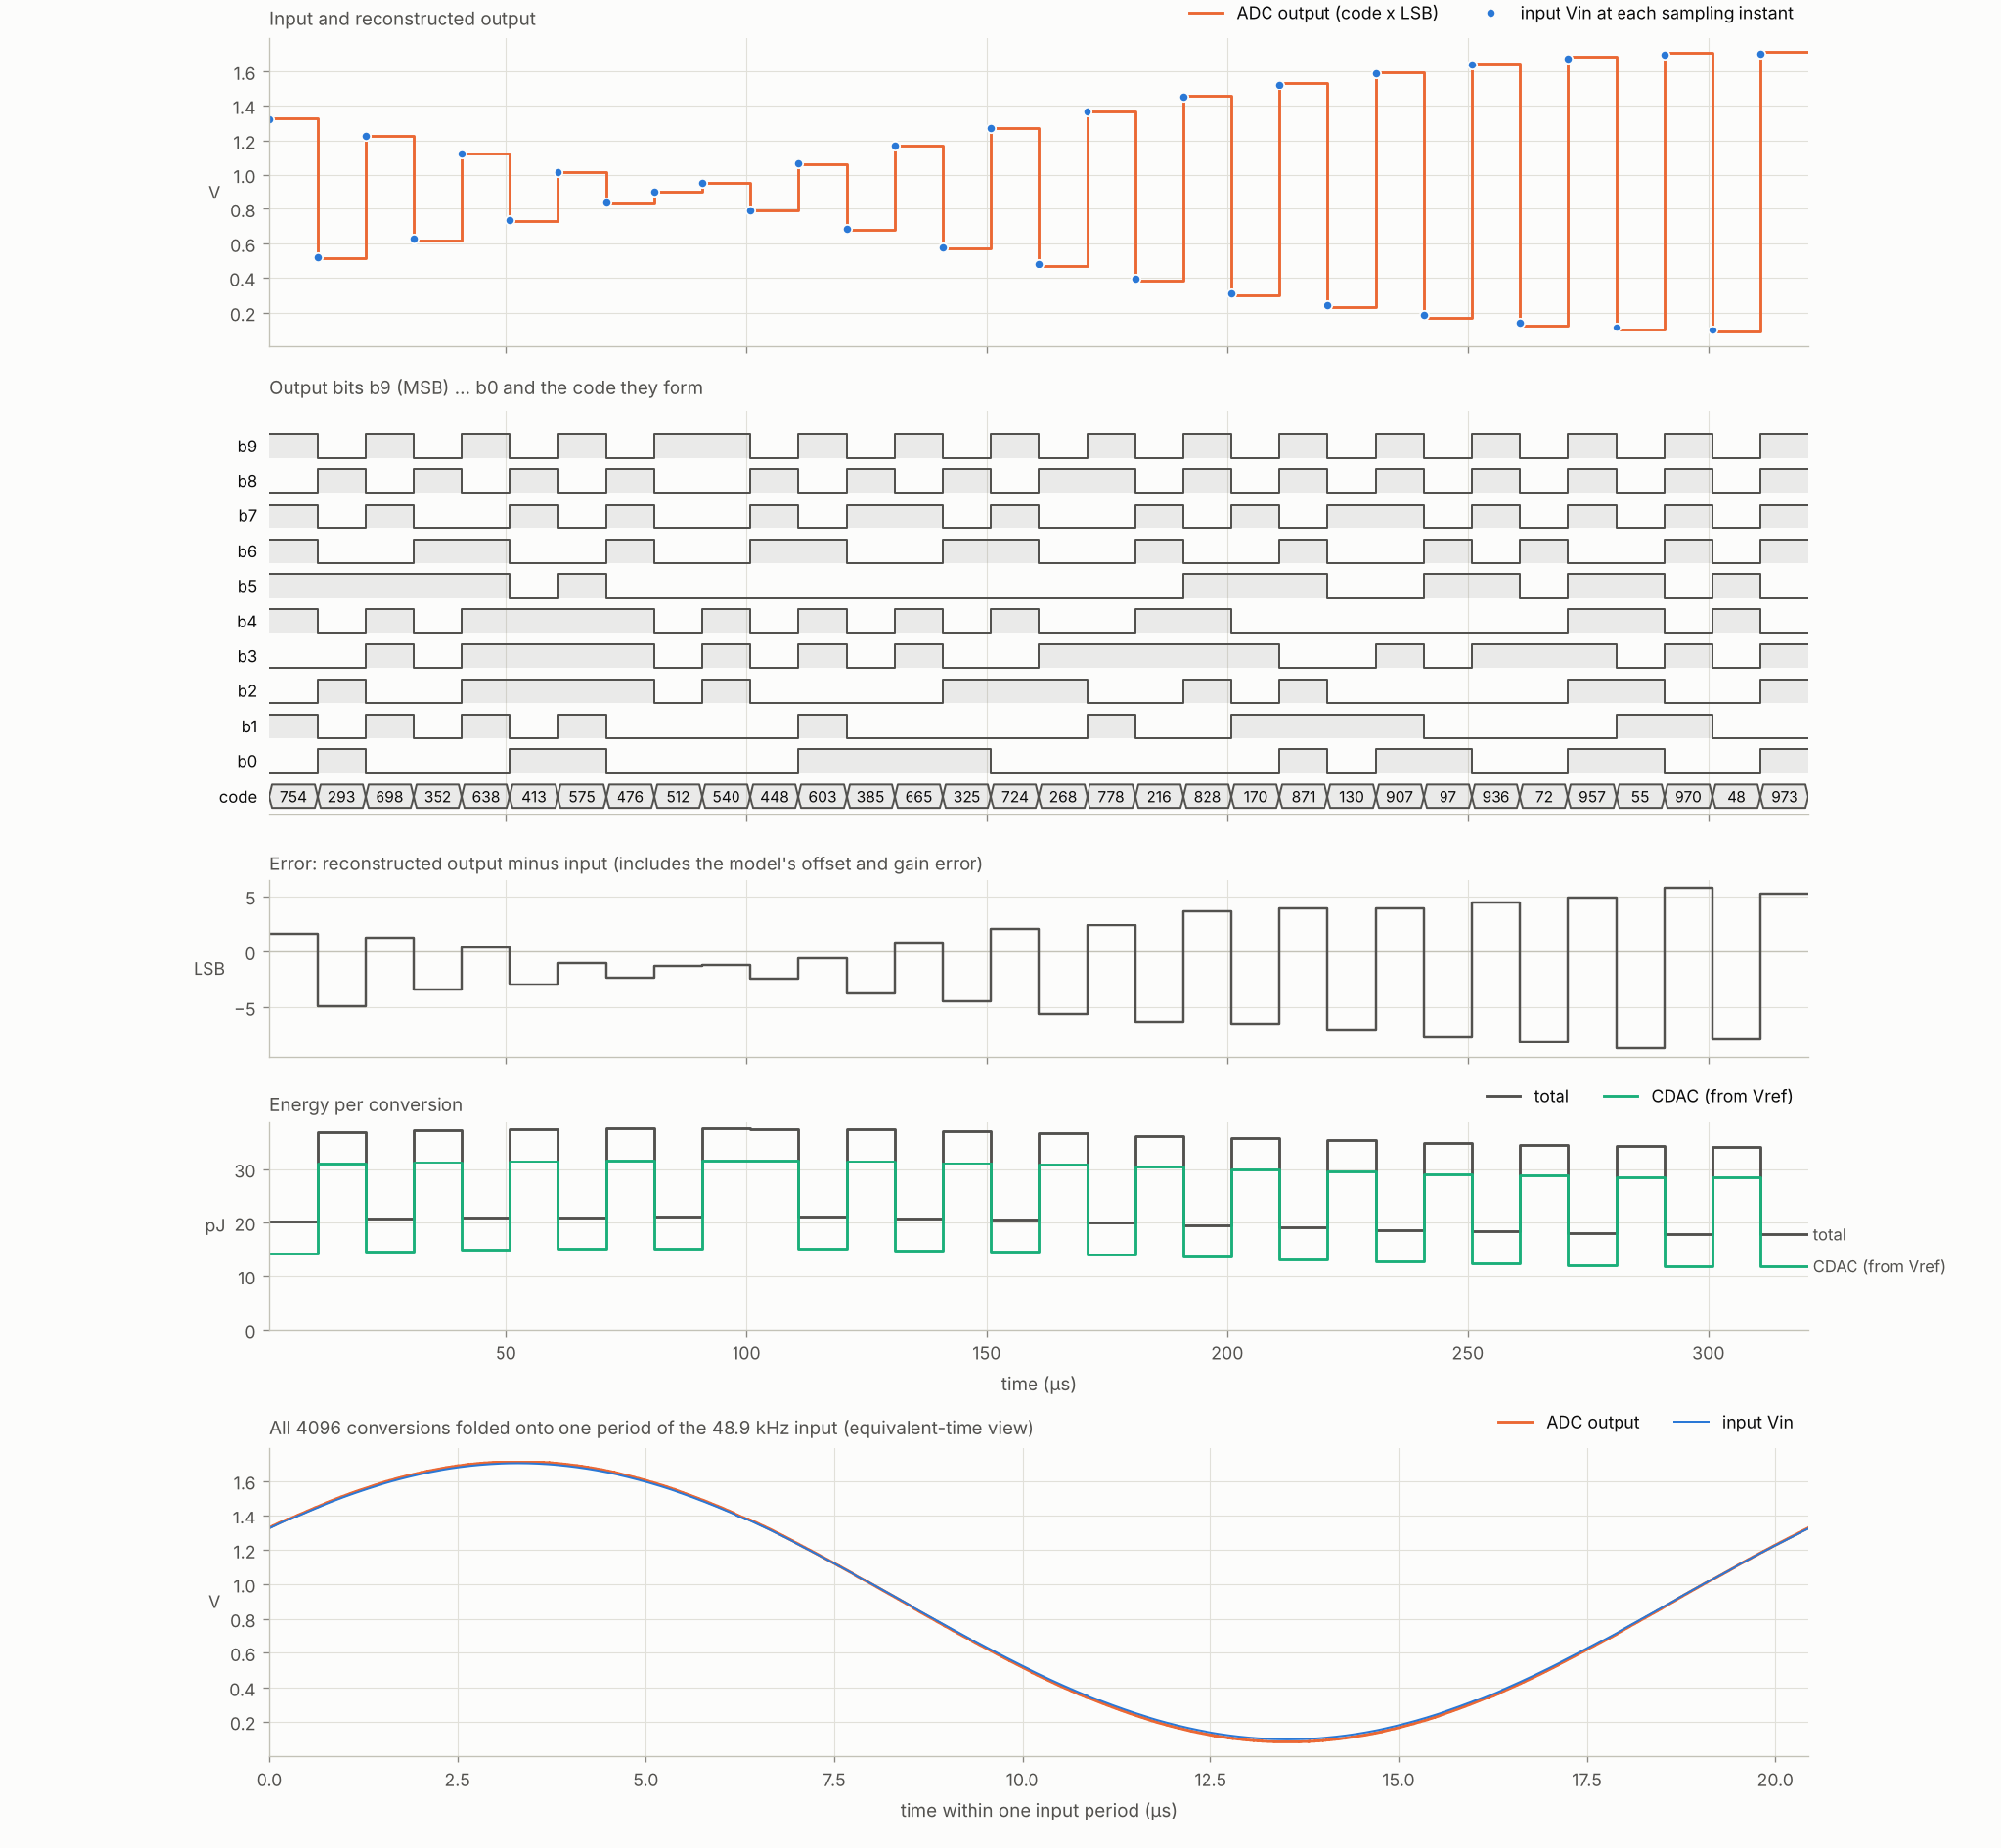 Input and reconstructed output
ADC output (code x LSB)
input Vin at each sampling instant
1.6
1.4
1.2
1.0
V
0.8
0.6
0.4
0.2
Output bits b9 (MSB) ... b0 and the code they form
b9
b8
b7
b6
b5
b4
b3
b2
b1
b0
code 754 293 698 352 638 413 575 476 512 540 448 603 385 665 325 724 268 778 216 828 170 871 130 907 97 936 72 957 55 970 48 973
Error: reconstructed output minus input (includes the model's offset and gain error)
5
0
LSB
−5
Energy per conversion
total
CDAC (from Vref)
30
pJ 20
total
CDAC (from Vref)
10
0
50 100 150 200 250 300
time (µs)
All 4096 conversions folded onto one period of the 48.9 kHz input (equivalent-time view)
ADC output
input Vin
1.6
1.4
1.2
1.0
V
0.8
0.6
0.4
0.2
0.0 2.5 5.0 7.5 10.0 12.5 15.0 17.5 20.0
time within one input period (µs)